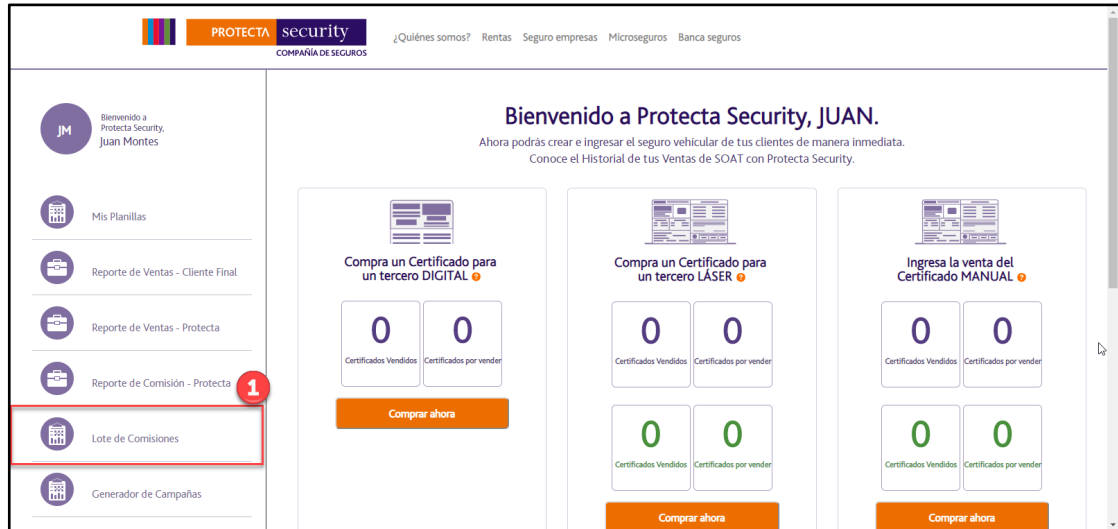 PROTECTA security
COMPAÑÍA DE SEGUROS
¿Quiénes somos? Rentas Seguro empresas Microseguros Banca seguros
JM
Bienvenido a
Protecta Security,
Juan Montes
Mis Planillas
Reporte de Ventas - Cliente Final
Reporte de Ventas - Protecta
Reporte de Comisión - Protecta
1
Lote de Comisiones
Generador de Campañas
Bienvenido a Protecta Security, JUAN.
Ahora podrás crear e ingresar el seguro vehicular de tus clientes de manera inmediata.
Conoce el Historial de tus Ventas de SOAT con Protecta Security.
Compra un Certificado para
un tercero DIGITAL ?
0 0
Certificados Vendidos Certificados por vender
Comprar ahora
Compra un Certificado para
un tercero LÁSER ?
0 0
Certificados Vendidos Certificados por vender
0 0
Certificados Vendidos Certificados por vender
Comprar ahora
Ingresa la venta del
Certificado MANUAL ?
0 0
Certificados Vendidos Certificados por vender
0 0
Certificados Vendidos Certificados por vender
Comprar ahora